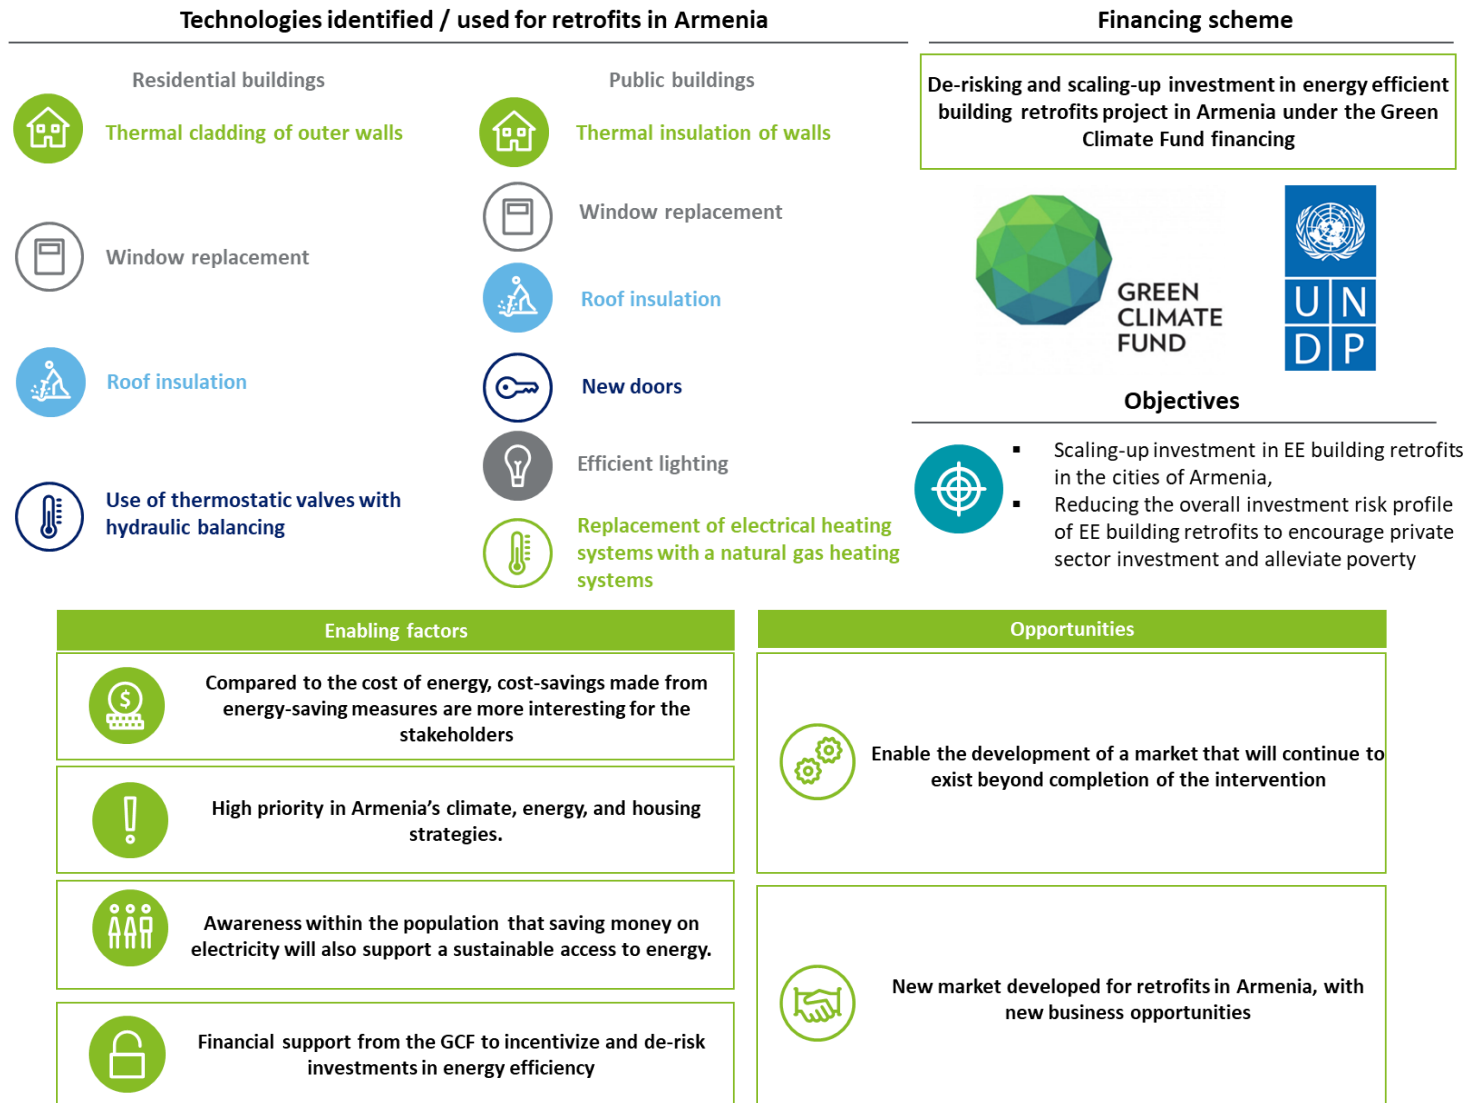 Technologies identified / used for retrofits in Armenia
Residential buildings
Thermal cladding of outer walls
Window replacement
Roof insulation
Use of thermostatic valves with
hydraulic balancing
Public buildings
Thermal insulation of walls
Window replacement
Roof insulation
New doors
Efficient lighting
Replacement of electrical heating
systems with a natural gas heating
systems
Financing scheme
De-risking and scaling-up investment in energy efficient
building retrofits project in Armenia under the Green
Climate Fund financing
GREEN
CLIMATE
FUND
U N
D P
Objectives
▪ Scaling-up investment in EE building retrofits
in the cities of Armenia,
▪ Reducing the overall investment risk profile
of EE building retrofits to encourage private
sector investment and alleviate poverty
Enabling factors
Compared to the cost of energy, cost-savings made from
energy-saving measures are more interesting for the
stakeholders
High priority in Armenia’s climate, energy, and housing
strategies.
Awareness within the population that saving money on
electricity will also support a sustainable access to energy.
Financial support from the GCF to incentivize and de-risk
investments in energy efficiency
Opportunities
Enable the development of a market that will continue to
exist beyond completion of the intervention
New market developed for retrofits in Armenia, with
new business opportunities